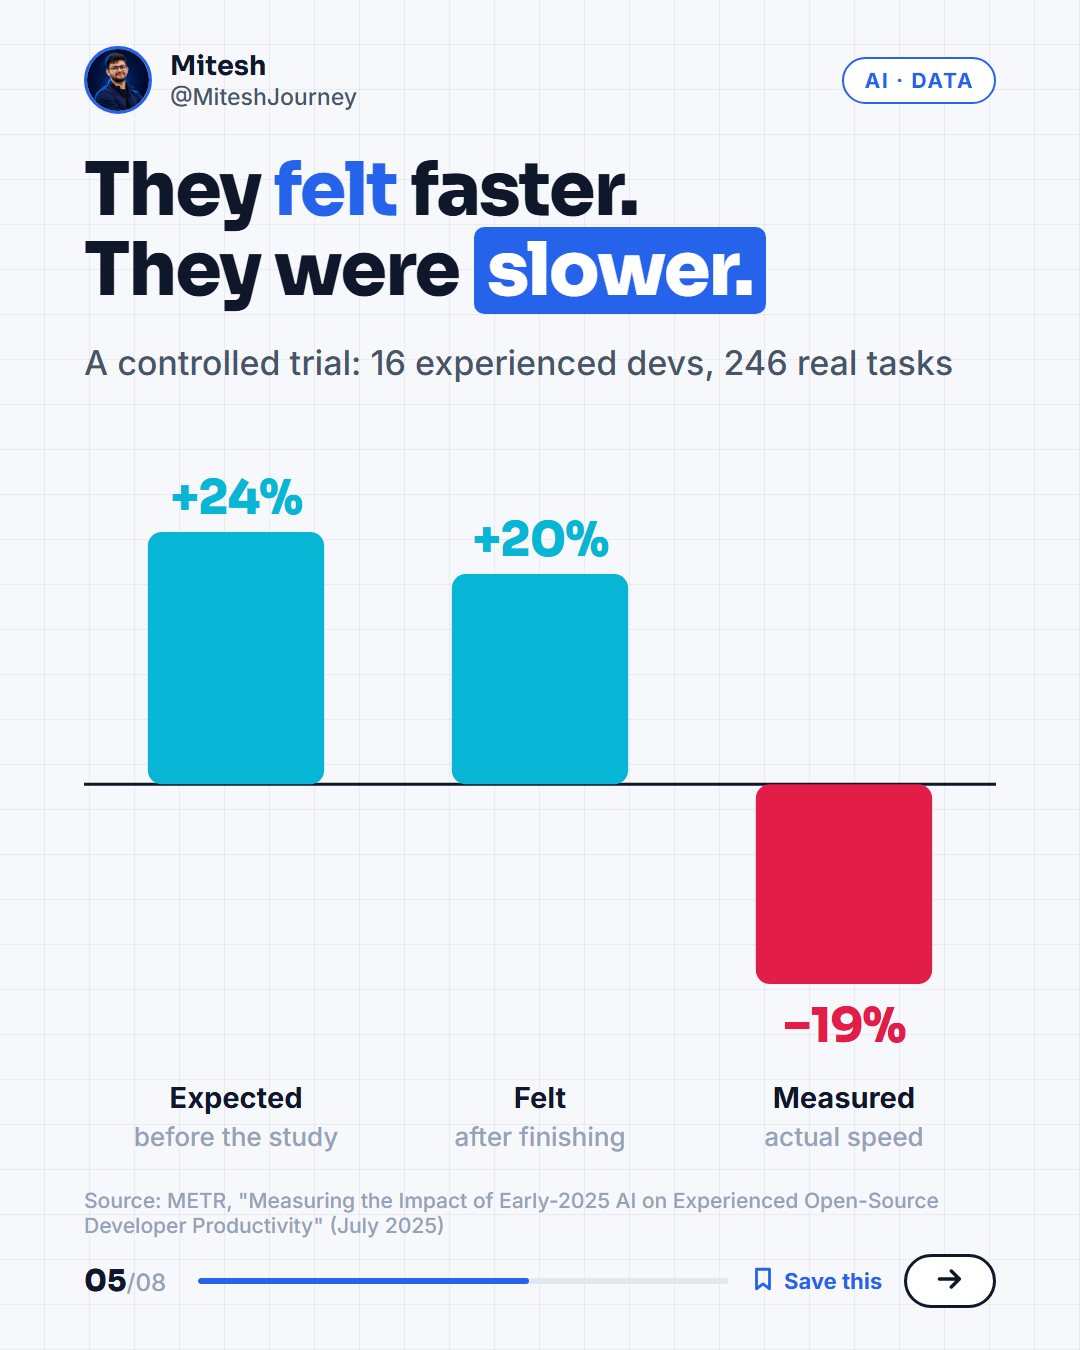 Mitesh
@MiteshJourney
AI · DATA
They felt faster.
They were slower.
A controlled trial: 16 experienced devs, 246 real tasks
+24%
+20%
−19%
Expected
before the study
Felt
after finishing
Measured
actual speed
Source: METR, "Measuring the Impact of Early-2025 AI on Experienced Open-Source
Developer Productivity" (July 2025)
05/08
Save this